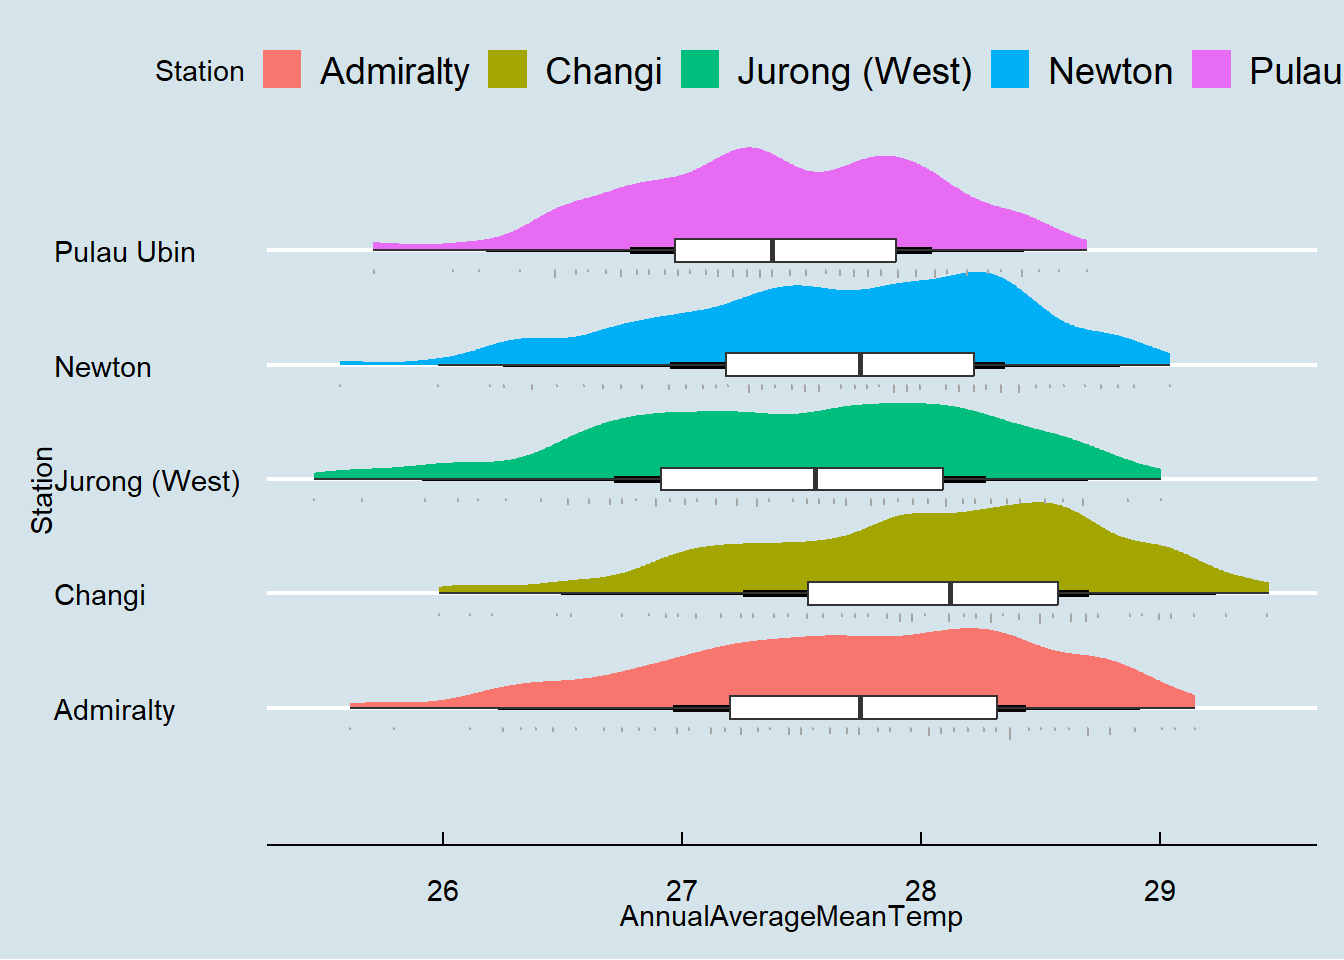 Station Admiralty Changi Jurong (West) Newton Pulau
Pulau Ubin
Newton
Jurong (West)
Changi
Admiralty
Station
26 27 28 29
AnnualAverageMeanTemp